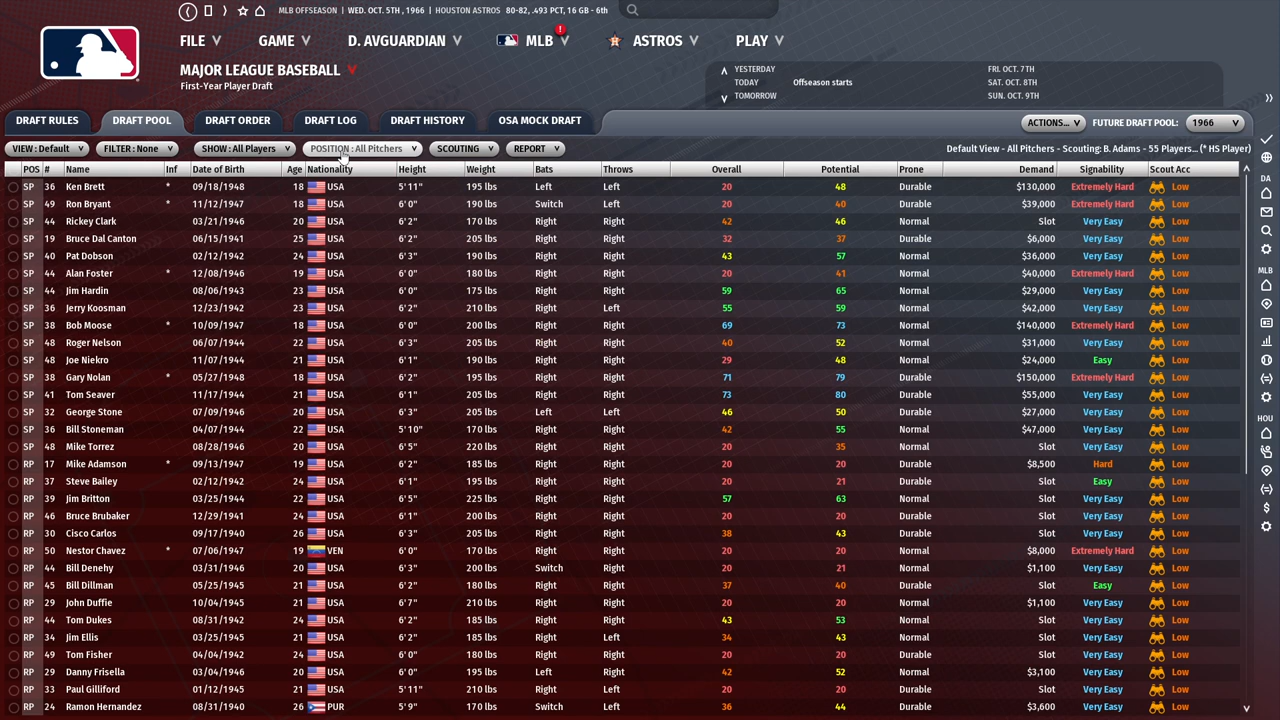 MLB OFFSEASON | WED. OCT. 5TH , 1966 | HOUSTON ASTROS 80-82, .493 PCT, 16 GB - 6th
FILE GAME D. AVGUARDIAN MLB ! ASTROS PLAY
MAJOR LEAGUE BASEBALL
First-Year Player Draft
YESTERDAY FRI. OCT. 7TH
TODAY Offseason starts SAT. OCT. 8TH
TOMORROW SUN. OCT. 9TH
DRAFT RULES DRAFT POOL DRAFT ORDER DRAFT LOG DRAFT HISTORY OSA MOCK DRAFT ACTIONS... FUTURE DRAFT POOL: 1966
VIEW : Default FILTER : None SHOW : All Players POSITION : All Pitchers SCOUTING REPORT Default View - All Pitchers - Scouting: B. Adams - 55 Players... (* HS Player)
POS # Name Inf Date of Birth Age Nationality Height Weight Bats Throws Overall Potential Prone Demand Signability Scout Acc
SP 36 Ken Brett * 09/18/1948 18 USA 5'11" 195 lbs Left Left 20 48 Durable $130,000 Extremely Hard Low
SP 49 Ron Bryant * 11/12/1947 18 USA 6'0" 190 lbs Switch Left 20 40 Durable $39,000 Extremely Hard Low
SP 44 Rickey Clark 03/21/1946 20 USA 6'2" 205 lbs Right Right 42 46 Normal Slot Very Easy Low
SP 19 Bruce Dal Canton 06/15/1941 25 USA 6'2" 205 lbs Right Right 32 37 Durable $6,000 Very Easy Low
SP 40 Pat Dobson 02/12/1942 24 USA 6'3" 190 lbs Right Right 43 57 Normal $36,000 Very Easy Low
SP 44 Alan Foster * 12/08/1946 19 USA 6'0" 180 lbs Right Right 20 41 Durable $40,000 Extremely Hard Low
SP 44 Jim Hardin 08/06/1943 23 USA 6'0" 175 lbs Right Right 59 65 Normal $29,000 Very Easy Low
SP 36 Jerry Koosman 12/23/1942 23 USA 6'2" 210 lbs Right Left 55 59 Normal $42,000 Very Easy Low
SP 38 Bob Moose * 10/09/1947 18 USA 6'0" 200 lbs Right Right 69 73 Normal $140,000 Extremely Hard Low
SP 48 Roger Nelson 06/07/1944 22 USA 6'3" 205 lbs Right Right 40 52 Normal $31,000 Very Easy Low
SP 48 Joe Niekro 11/07/1944 21 USA 6'1" 190 lbs Right Right 29 48 Normal $24,000 Easy Low
SP 38 Gary Nolan * 05/27/1948 18 USA 6'2" 195 lbs Right Right 71 79 Durable $150,000 Extremely Hard Low
SP 41 Tom Seaver 11/17/1944 21 USA 6'1" 205 lbs Right Right 73 80 Durable $55,000 Very Easy Low
SP 32 George Stone 07/09/1946 20 USA 6'3" 205 lbs Left Left 46 50 Normal $27,000 Very Easy Low
SP 36 Bill Stoneman 04/07/1944 22 USA 5'10" 170 lbs Right Right 42 55 Normal $47,000 Very Easy Low
SP 48 Mike Torrez 08/28/1946 20 USA 6'5" 220 lbs Right Right 20 35 Normal Slot Very Easy Low
RP 17 Mike Adamson * 09/13/1947 19 USA 6'2" 185 lbs Right Right 20 20 Durable $8,500 Hard Low
RP 37 Steve Bailey 02/12/1942 24 USA 6'1" 195 lbs Right Right 20 21 Durable Slot Easy Low
RP 39 Jim Britton 03/25/1944 22 USA 6'5" 225 lbs Right Right 57 63 Normal Slot Very Easy Low
RP 46 Bruce Brubaker 12/29/1941 24 USA 6'1" 200 lbs Right Right 20 20 Durable Slot Very Easy Low
RP 30 Cisco Carlos 09/17/1940 26 USA 6'3" 205 lbs Right Right 38 43 Durable Slot Very Easy Low
RP 50 Nestor Chavez * 07/06/1947 19 VEN 6'0" 170 lbs Right Right 20 20 Normal $8,000 Extremely Hard Low
RP 44 Bill Denehy 03/31/1946 20 USA 6'3" 200 lbs Switch Right 20 21 Durable $1,100 Very Easy Low
RP 45 Bill Dillman 05/25/1945 21 USA 6'2" 180 lbs Right Right 37 40 Durable Slot Easy Low
RP 29 John Duffie 10/04/1945 21 USA 6'7" 210 lbs Right Right 20 20 Normal $1,100 Very Easy Low
RP 44 Tom Dukes 08/31/1942 24 USA 6'2" 185 lbs Right Right 43 53 Durable Slot Very Easy Low
RP 34 Jim Ellis 03/25/1945 21 USA 6'2" 185 lbs Right Left 34 43 Normal Slot Very Easy Low
RP 49 Tom Fisher 04/04/1942 24 USA 6'0" 180 lbs Right Right 20 20 Normal Slot Very Easy Low
RP 29 Danny Frisella 03/04/1946 20 USA 6'0" 195 lbs Left Right 42 52 Normal $3,100 Very Easy Low
RP 33 Paul Gilliford 01/12/1945 21 USA 5'11" 210 lbs Right Left 20 20 Durable Slot Very Easy Low
RP 24 Ramon Hernandez 08/31/1940 26 PUR 5'9" 170 lbs Switch Left 36 44 Durable $3,600 Very Easy Low
DA
MLB
HOU